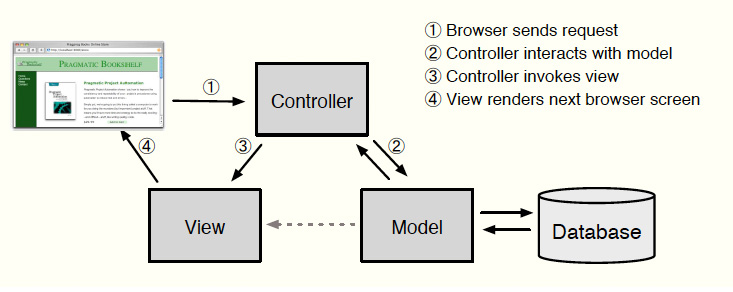 ① Browser sends request
② Controller interacts with model
③ Controller invokes view
④ View renders next browser screen
PRAGMATIC BOOKSHELF
Pragmatic Project Automation
①
Controller
④
③
②
View
Model
Database